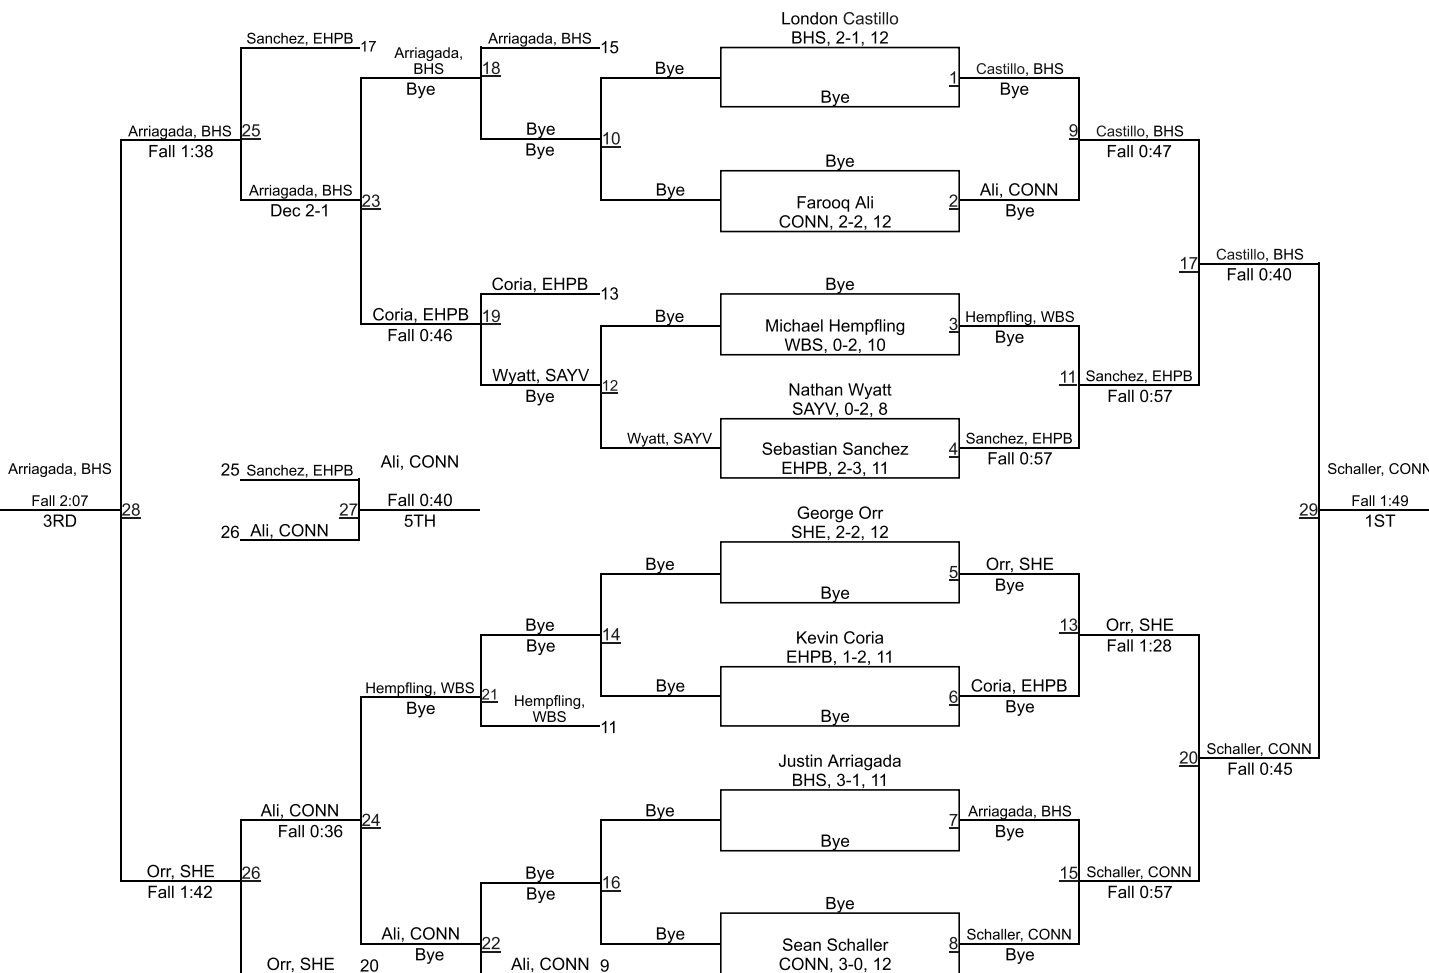 London Castillo
BHS, 2-1, 12
Sanchez, EHPB 17
Arriagada, BHS 15
Arriagada,
BHS
Bye
18
Bye
1
Castillo, BHS
Bye
Bye
Arriagada, BHS
Fall 1:38
25
Bye
Bye
10
9
Castillo, BHS
Fall 0:47
Bye
Arriagada, BHS
Dec 2-1
23
Bye
Farooq Ali
CONN, 2-2, 12
2
Ali, CONN
Bye
17
Castillo, BHS
Fall 0:40
Coria, EHPB 13
Bye
Coria, EHPB
Fall 0:46
19
Bye
Michael Hempfling
WBS, 0-2, 10
3
Hempfling, WBS
Bye
Wyatt, SAYV
Bye
12
11
Sanchez, EHPB
Fall 0:57
Nathan Wyatt
SAYV, 0-2, 8
Wyatt, SAYV
Sebastian Sanchez
EHPB, 2-3, 11
4
Sanchez, EHPB
Fall 0:57
Arriagada, BHS
Fall 2:07
3RD
28
25 Sanchez, EHPB
Ali, CONN
27
Fall 0:40
5TH
26 Ali, CONN
Schaller, CONN
29
Fall 1:49
1ST
George Orr
SHE, 2-2, 12
Bye
5
Orr, SHE
Bye
Bye
Bye
Bye
14
13
Orr, SHE
Fall 1:28
Kevin Coria
EHPB, 1-2, 11
Hempfling, WBS
Bye
21
Hempfling,
WBS
11
Bye
6
Coria, EHPB
Bye
Bye
20
Schaller, CONN
Fall 0:45
Justin Arriagada
BHS, 3-1, 11
Ali, CONN
Fall 0:36
24
Bye
7
Arriagada, BHS
Bye
Bye
Orr, SHE
Fall 1:42
26
Bye
Bye
16
15
Schaller, CONN
Fall 0:57
Bye
Ali, CONN
Bye
22
Bye
Sean Schaller
CONN, 3-0, 12
8
Schaller, CONN
Bye
Orr, SHE 20
Ali, CONN 9